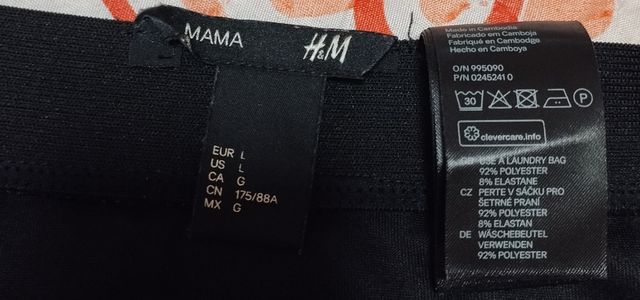 MAMA
H&M
EUR L
US L
CA G
CN 175/88A
MX G
Made in Cambodia
Fabricado em Camboja
Fabriqué en Cambodge
Hecho en Camboya
O/N 995090
P/N 0245241 0
30
P
clevercare.info
GB USE A LAUNDRY BAG
92% POLYESTER
8% ELASTANE
CZ PERTE V SÁČKU PRO
ŠETRNÉ PRANÍ
92% POLYESTER
8% ELASTAN
DE WÄSCHEBEUTEL
VERWENDEN
92% POLYESTER